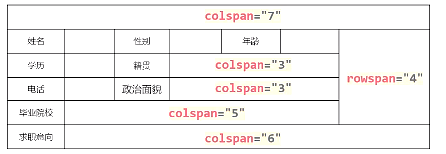 colspan="7"
姓名 性别 年龄
学历 籍贯 colspan="3"
rowspan="4"
电话 政治面貌 colspan="3"
毕业院校 colspan="5"
求职意向 colspan="6"